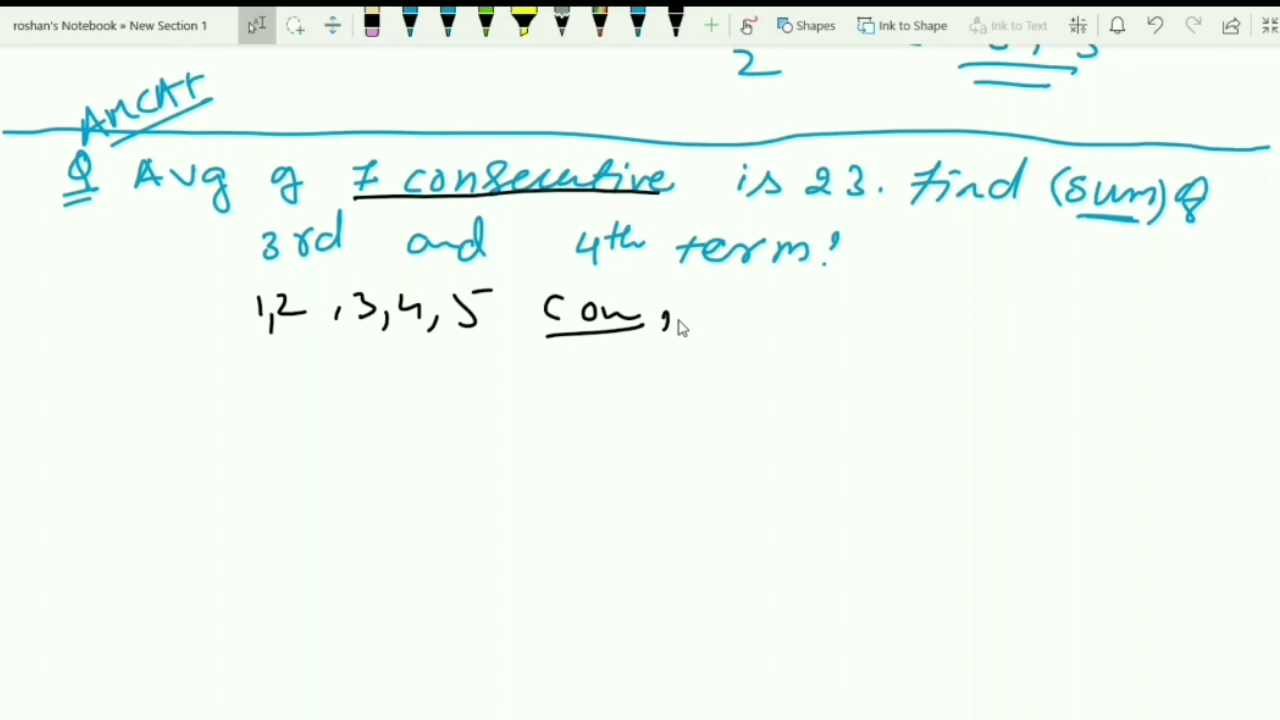 roshan's Notebook » New Section 1
Shapes
Ink to Shape
Ink to Text
2
AMCAT
Q Avg of 7 consecutive is 23. Find (sum) of
3rd and 4th term?
1,2 ,3,4,5 con,